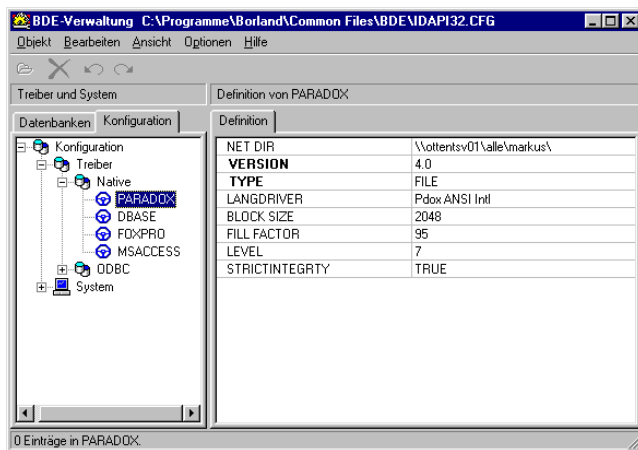 BDE-Verwaltung C:\Programme\Borland\Common Files\BDE\IDAPI32.CFG
Objekt Bearbeiten Ansicht Optionen Hilfe
Treiber und System
Definition von PARADOX
Datenbanken Konfiguration
Definition
Konfiguration
Treiber
Native
PARADOX
DBASE
FOXPRO
MSACCESS
ODBC
System
NET DIR \\ottentsv01\alle\markus\
VERSION 4.0
TYPE FILE
LANGDRIVER Pdox ANSI Intl
BLOCK SIZE 2048
FILL FACTOR 95
LEVEL 7
STRICTINTEGRTY TRUE
0 Einträge in PARADOX.